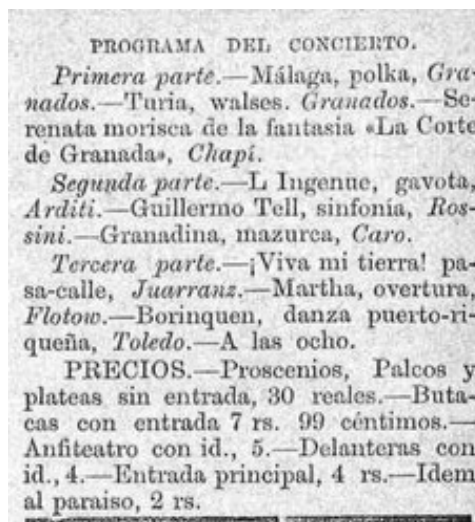 PROGRAMA DEL CONCIERTO.
Primera parte.—Málaga, polka, Gra-
nados.—Turia, walses. Granados.—Se-
renata morisca de la fantasia «La Corte
de Granada», Chapí.
Segunda parte.—L Ingenue, gavota,
Arditi.—Guillermo Tell, sinfonía, Ros-
sini.—Granadina, mazurca, Caro.
Tercera parte.—¡Viva mi tierra! pa-
sa-calle, Juarranz.—Martha, overtura,
Flotow.—Borinquen, danza puerto-ri-
queña, Toledo.—A las ocho.
PRECIOS.—Proscenios, Palcos y
plateas sin entrada, 30 reales.—Buta-
cas con entrada 7 rs. 99 céntimos.—
Anfiteatro con id., 5.—Delanteras con
id., 4.—Entrada principal, 4 rs.—Idem
al paraiso, 2 rs.